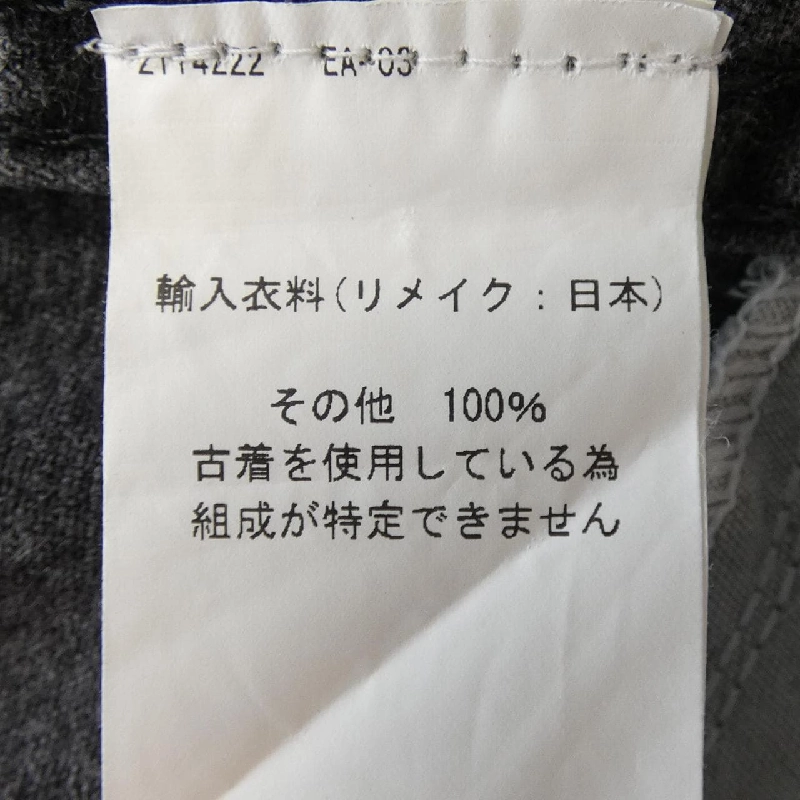 2114222 EA-03
輸入衣料(リメイク:日本)
その他 100%
古着を使用している為
組成が特定できません